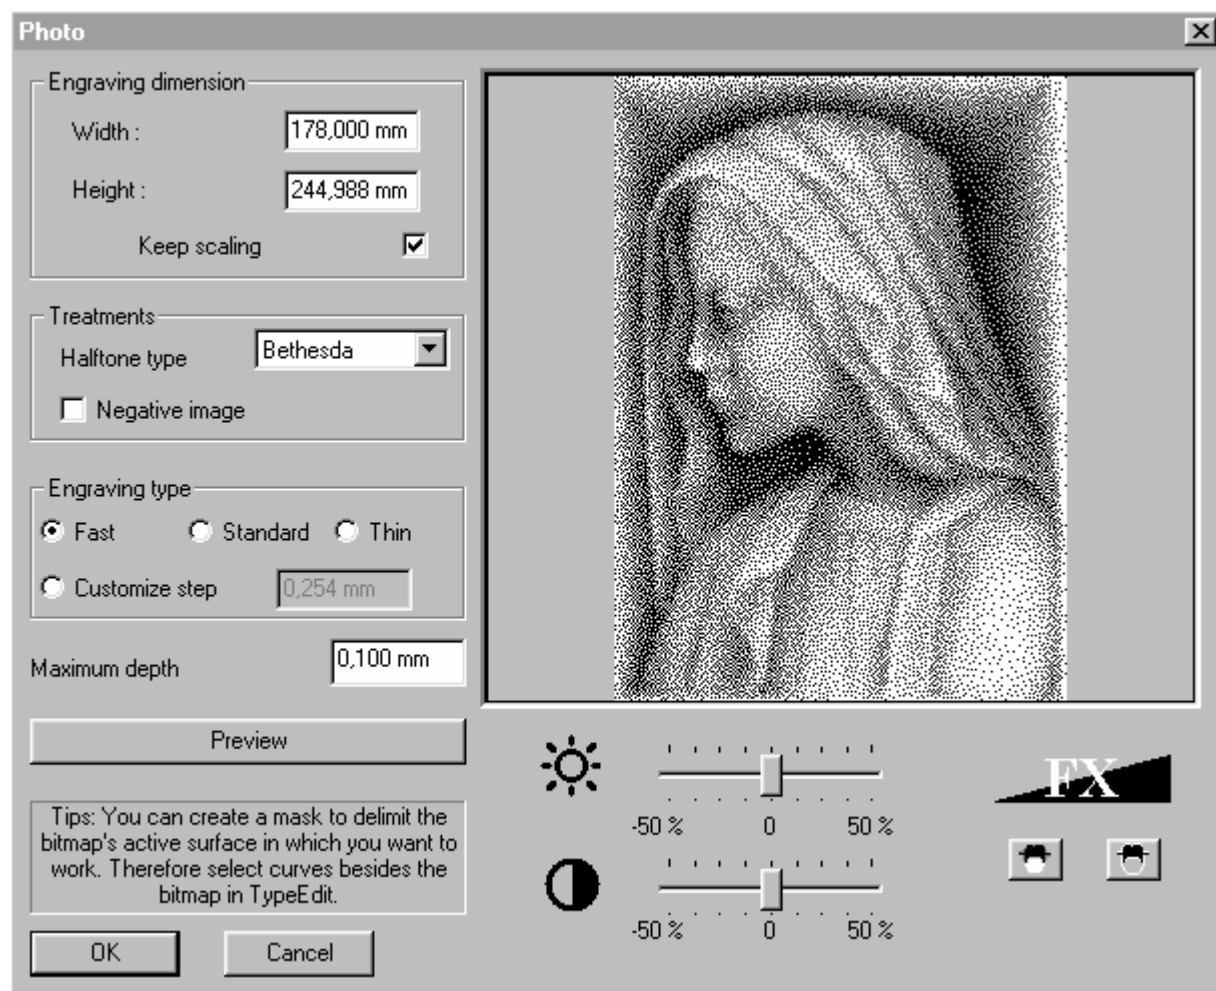 Photo
Engraving dimension
Width :
178,000 mm
Height :
244,988 mm
Keep scaling
Treatments
Halftone type
Bethesda
Negative image
Engraving type
Fast
Standard
Thin
Customize step
0,254 mm
Maximum depth
0,100 mm
Preview
Tips: You can create a mask to delimit the
bitmap's active surface in which you want to
work. Therefore select curves besides the
bitmap in TypeEdit.
OK
Cancel
-50 %
0
50 %
-50 %
0
50 %
FX